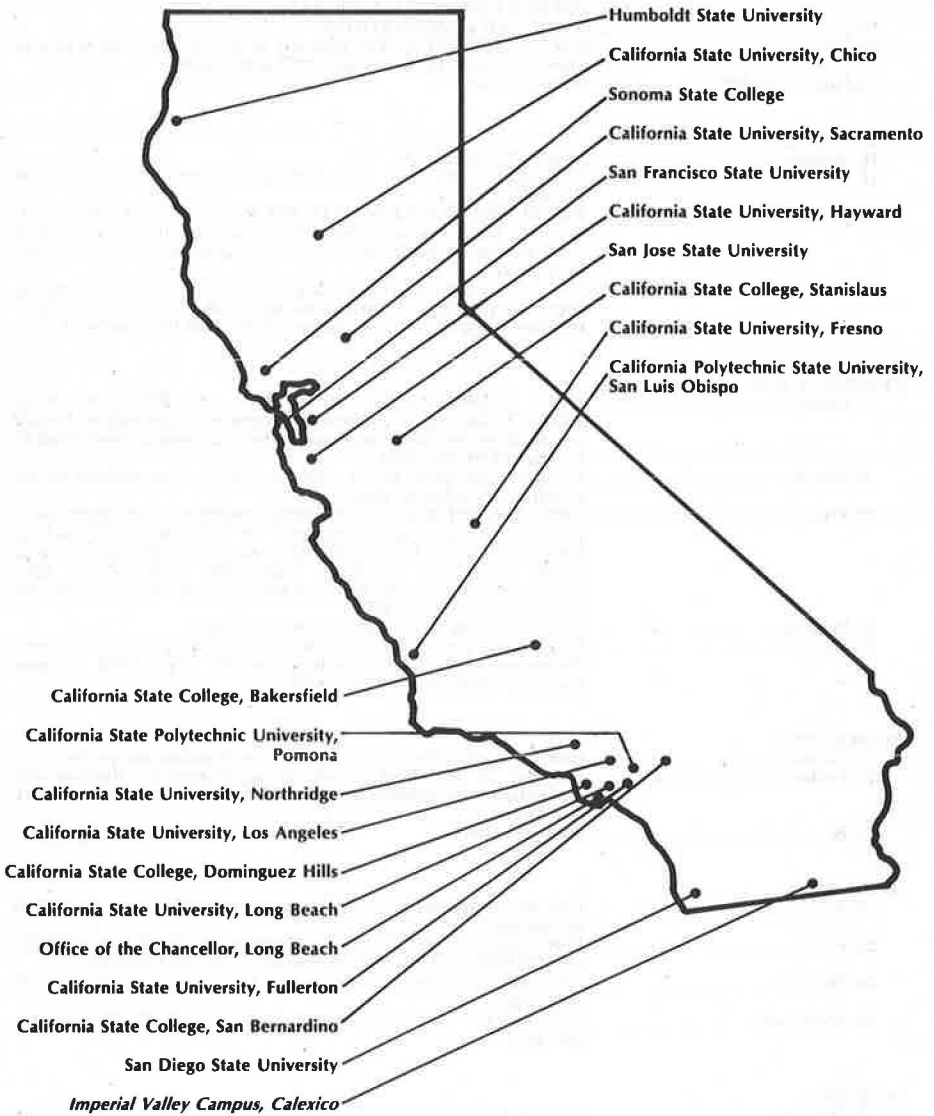 Humboldt State University
California State University, Chico
Sonoma State College
California State University, Sacramento
San Francisco State University
California State University, Hayward
San Jose State University
California State College, Stanislaus
California State University, Fresno
California Polytechnic State University,
San Luis Obispo
California State College, Bakersfield
California State Polytechnic University,
Pomona
California State University, Northridge
California State University, Los Angeles
California State College, Dominguez Hills
California State University, Long Beach
Office of the Chancellor, Long Beach
California State University, Fullerton
California State College, San Bernardino
San Diego State University
Imperial Valley Campus, Calexico